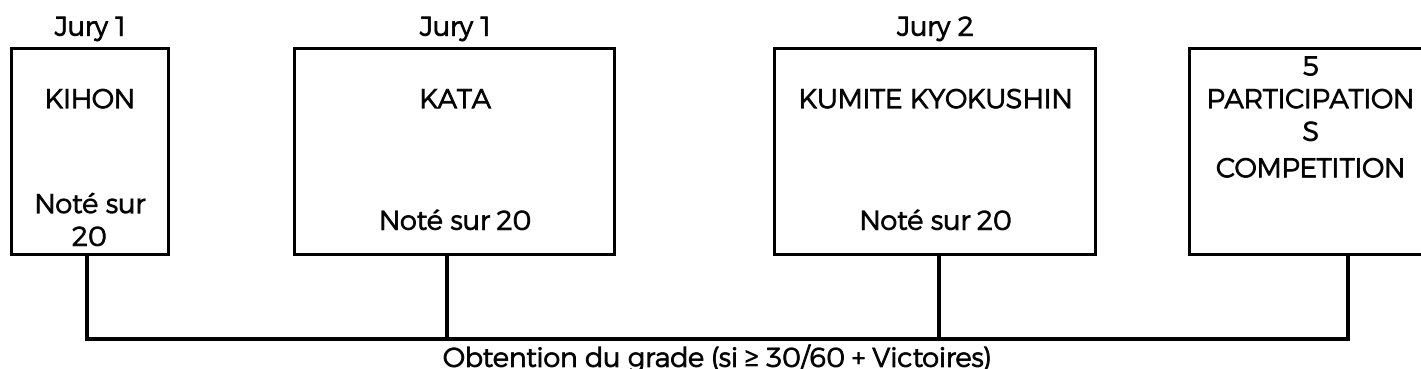 Jury 1
KIHON
Noté sur
20
Jury 1
KATA
Noté sur 20
Jury 2
KUMITE KYOKUSHIN
Noté sur 20
5
PARTICIPATION
S
COMPETITION
Obtention du grade (si ≥ 30/60 + Victoires)